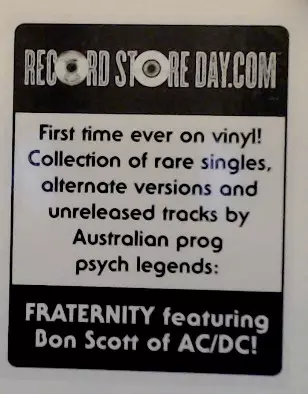 RECORD STORE DAY.COM
First time ever on vinyl!
Collection of rare singles,
alternate versions and
unreleased tracks by
Australian prog
psych legends:
FRATERNITY featuring
Bon Scott of AC/DC!